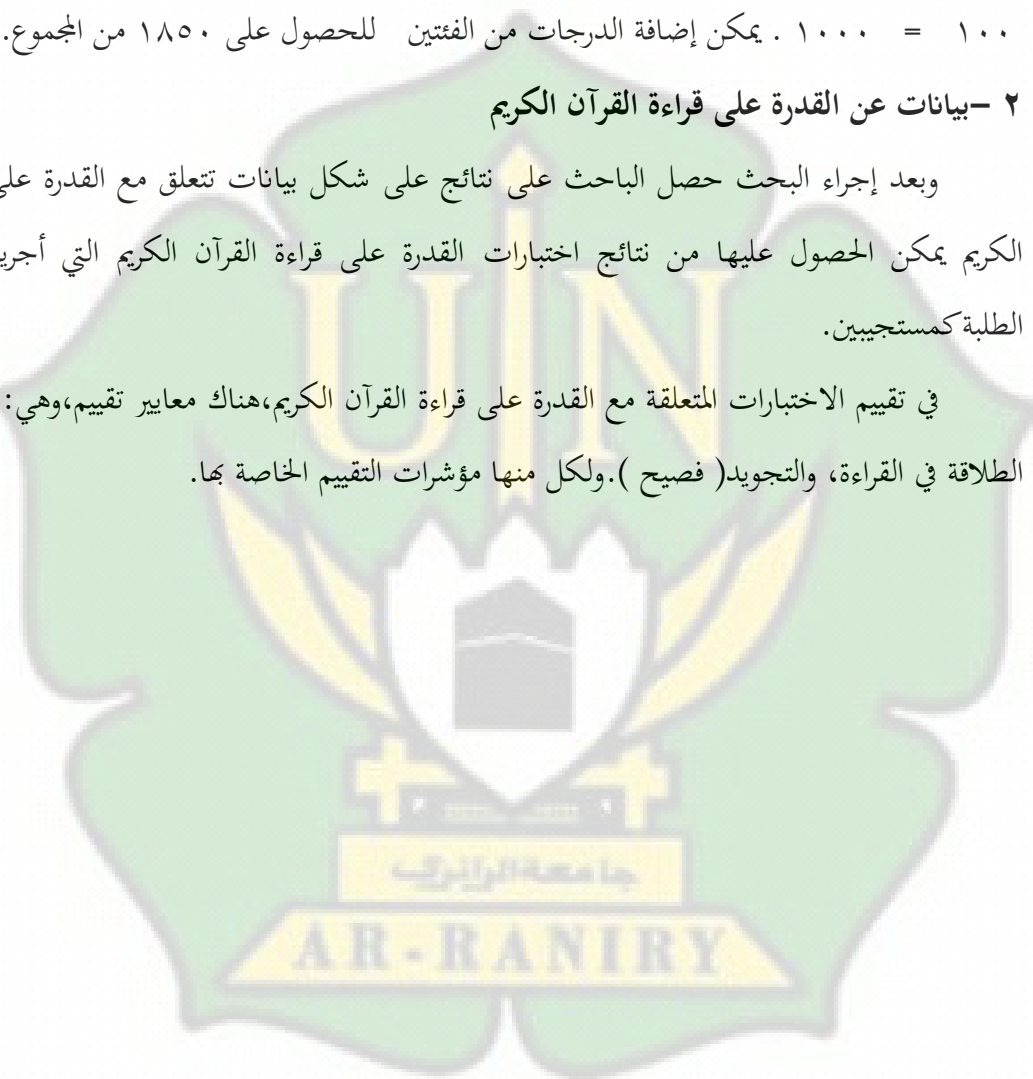 ١٠٠ = ١٠٠٠ . يمكن إضافة الدرجات من الفئتين للحصول على ١٨٥٠ من المجموع.
٢ –بيانات عن القدرة على قراءة القرآن الكريم
وبعد إجراء البحث حصل الباحث على نتائج على شكل بيانات تتعلق مع القدرة على
الكريم يمكن الحصول عليها من نتائج اختبارات القدرة على قراءة القرآن الكريم التي
الطلبة كمستجيبين.
في تقييم الاختبارات المتعلقة مع القدرة على قراءة القرآن الكريم،هناك معايير تقييم،وهي:
الطلاقة في القراءة، والتجويد( فصيح ).ولكل منها مؤشرات التقييم الخاصة بها.
UIN
جامعة الرانري
AR-RANIRY